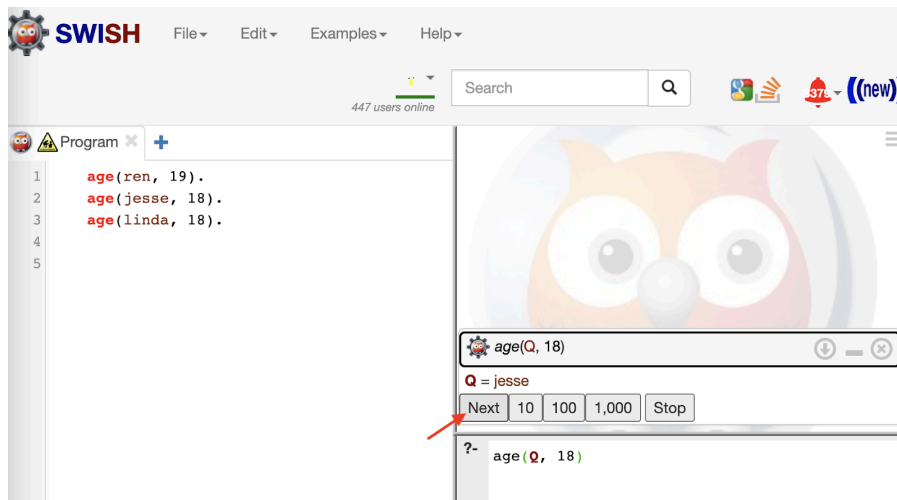 SWISH File Edit Examples Help
447 users online
Search
((new))
Program
1 age(ren, 19).
2 age(jesse, 18).
3 age(linda, 18).
4
5
age(Q, 18)
Q = jesse
Next 10 100 1,000 Stop
?- age(Q, 18)